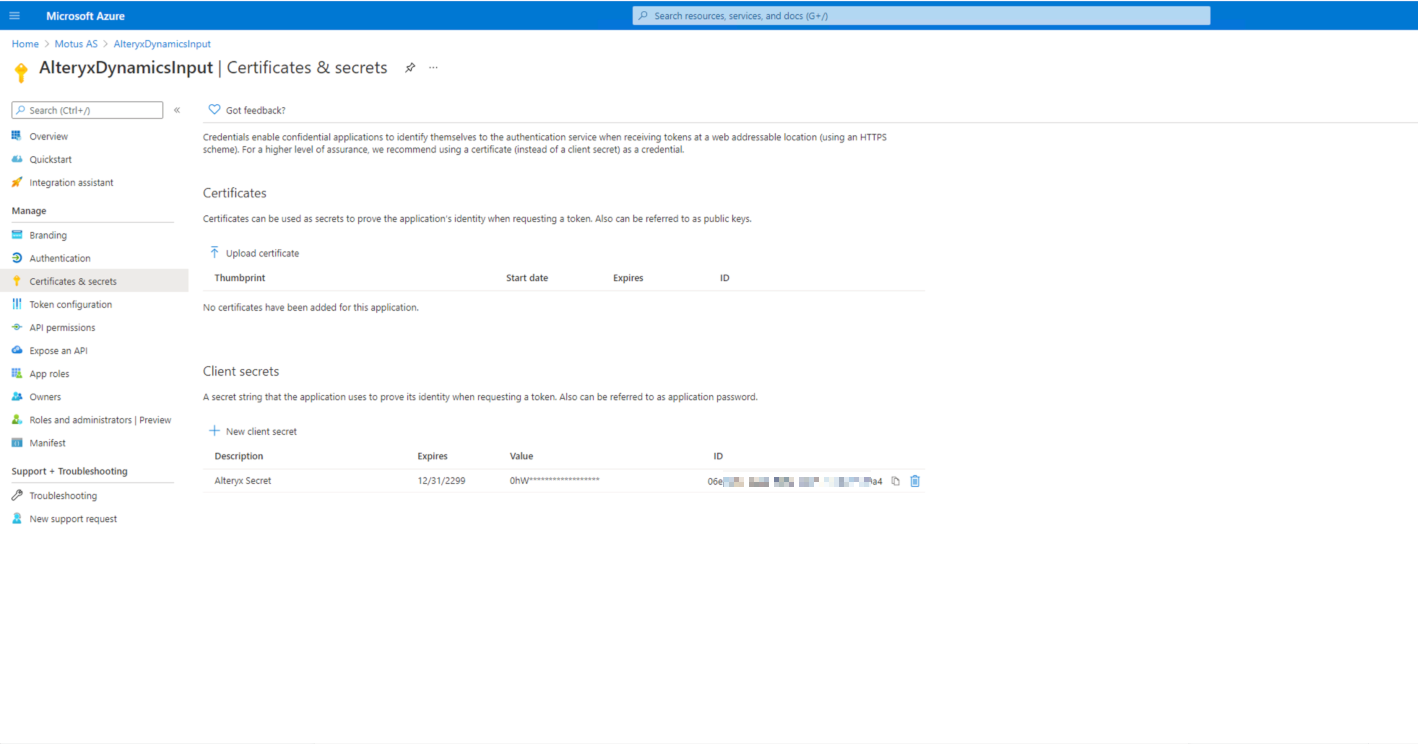 Microsoft Azure
Search resources, services, and docs (G+/)
Home > Motus AS > AlteryxDynamicsInput
AlteryxDynamicsInput | Certificates & secrets
Search (Ctrl+/)
Overview
Quickstart
Integration assistant
Manage
Branding
Authentication
Certificates & secrets
Token configuration
API permissions
Expose an API
App roles
Owners
Roles and administrators | Preview
Manifest
Support + Troubleshooting
Troubleshooting
New support request
Got feedback?
Credentials enable confidential applications to identify themselves to the authentication service when receiving tokens at a web addressable location (using an HTTPS
scheme). For a higher level of assurance, we recommend using a certificate (instead of a client secret) as a credential.
Certificates
Certificates can be used as secrets to prove the application's identity when requesting a token. Also can be referred to as public keys.
Upload certificate
Thumbprint Start date Expires ID
No certificates have been added for this application.
Client secrets
A secret string that the application uses to prove its identity when requesting a token. Also can be referred to as application password.
New client secret
Description Expires Value ID
Alteryx Secret 12/31/2299 0hW****************** 06e a4